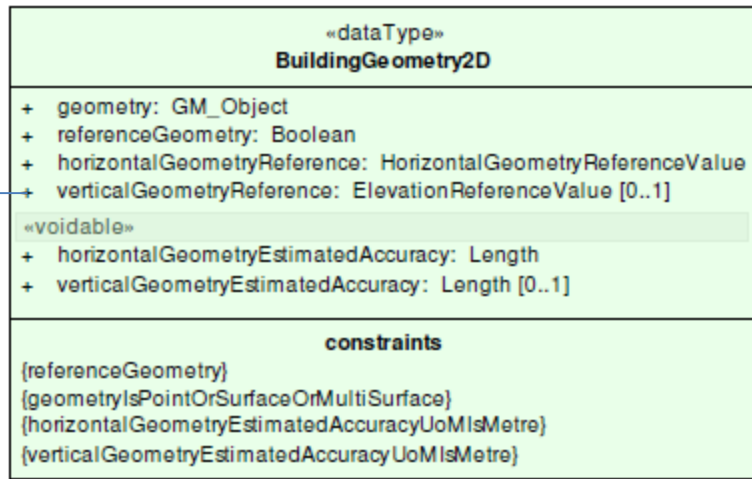 «dataType»
BuildingGeometry2D
+ geometry: GM_Object
+ referenceGeometry: Boolean
+ horizontalGeometryReference: HorizontalGeometryReferenceValue
+ verticalGeometryReference: ElevationReferenceValue [0..1]
«voidable»
+ horizontalGeometryEstimatedAccuracy: Length
+ verticalGeometryEstimatedAccuracy: Length [0..1]
constraints
{referenceGeometry}
{geometryIsPointOrSurfaceOrMultiSurface}
{horizontalGeometryEstimatedAccuracyUoMIsMetre}
{verticalGeometryEstimatedAccuracyUoMIsMetre}